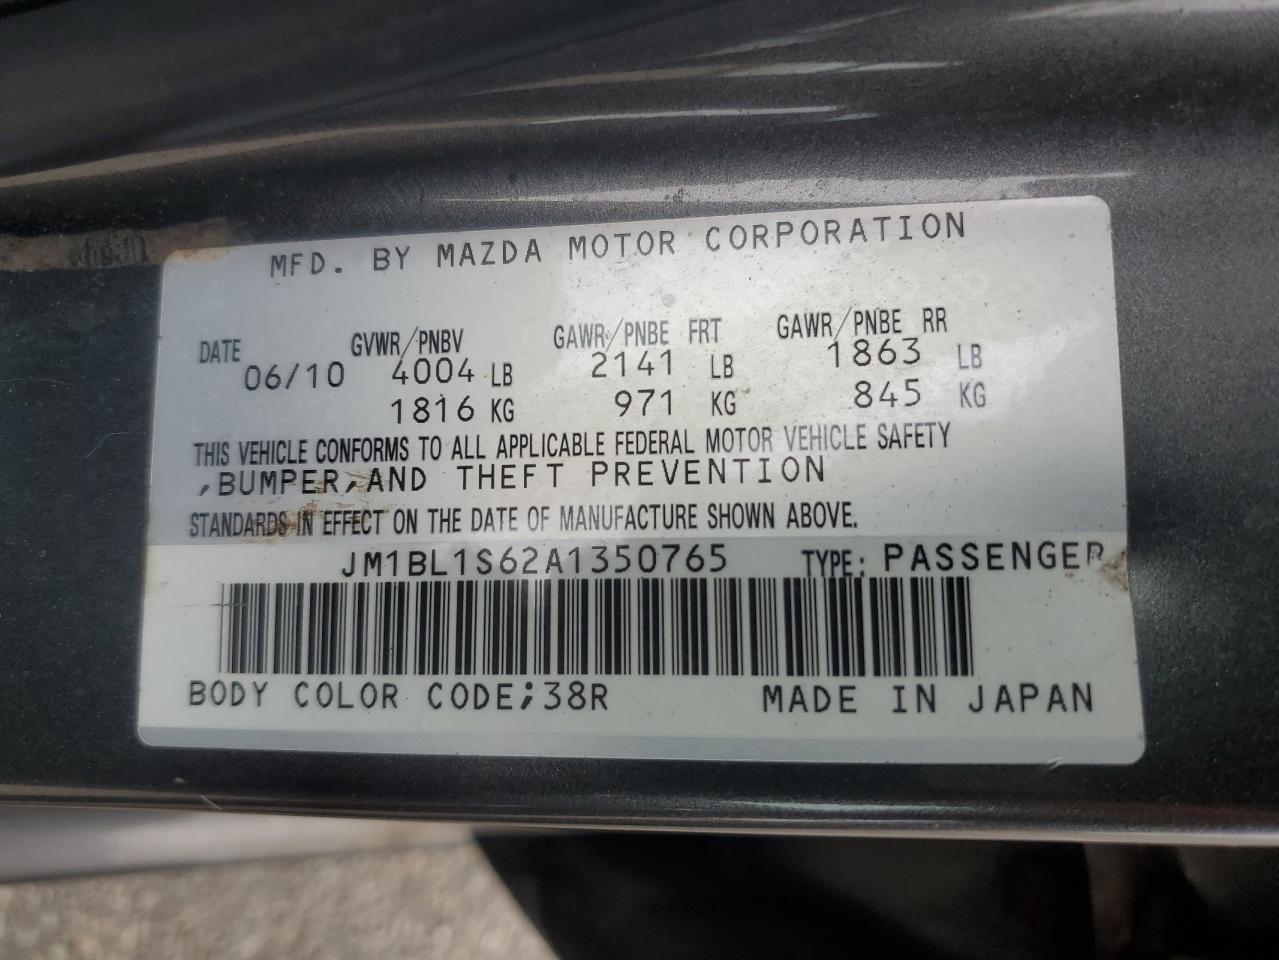 MFD. BY MAZDA MOTOR CORPORATION
DATE GVWR/PNBV GAWR/PNBE FRT GAWR/PNBE RR
06/10 4004 LB 2141 LB 1863 LB
1816 KG 971 KG 845 KG
THIS VEHICLE CONFORMS TO ALL APPLICABLE FEDERAL MOTOR VEHICLE SAFETY
,BUMPER,AND THEFT PREVENTION
STANDARDS IN EFFECT ON THE DATE OF MANUFACTURE SHOWN ABOVE.
JM1BL1S62A1350765 TYPE: PASSENGER
BODY COLOR CODE;38R MADE IN JAPAN